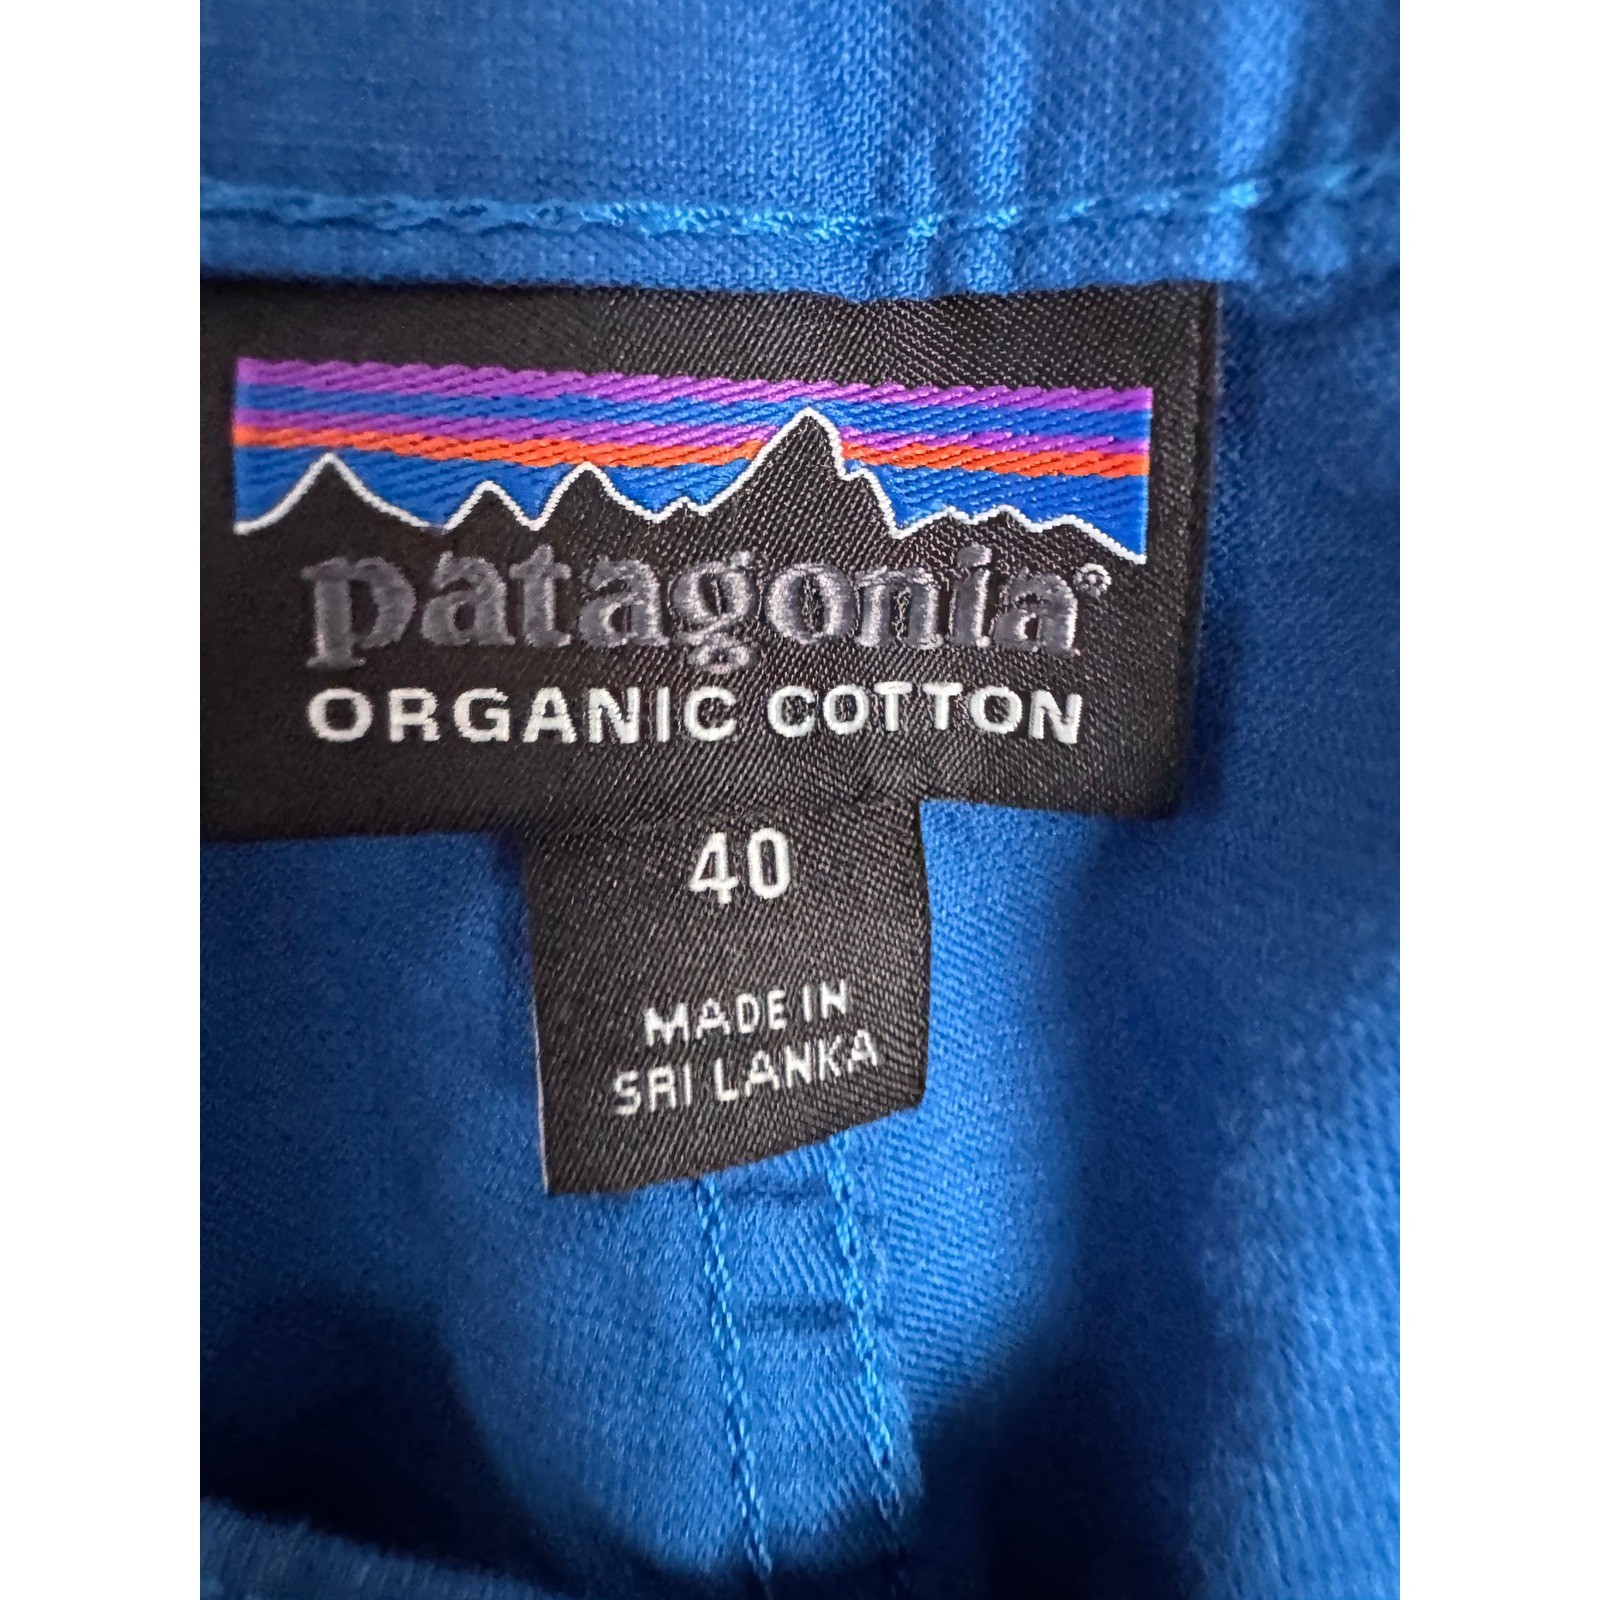 patagonia®
ORGANIC COTTON
40
MADE IN
SRI LANKA